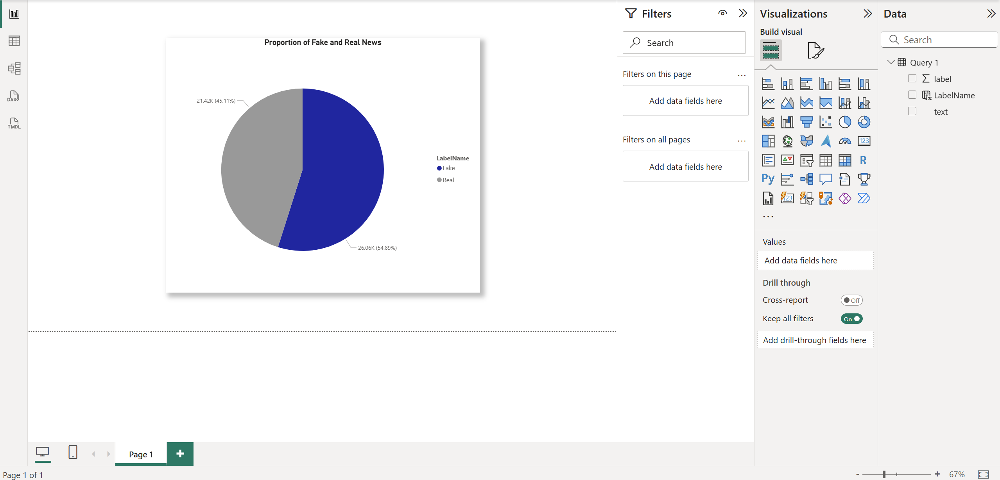 DAX
TMDL
Proportion of Fake and Real News
21.42K (45.11%)
26.06K (54.89%)
LabelName
Fake
Real
Filters
Search
Filters on this page
...
Add data fields here
Filters on all pages
...
Add data fields here
Visualizations
Build visual
123
R
Py
123
...
Values
Add data fields here
Drill through
Cross-report
Off
Keep all filters
On
Add drill-through fields here
Data
Search
Query 1
Σ label
LabelName
text
Page 1
+
Page 1 of 1
- + 67%